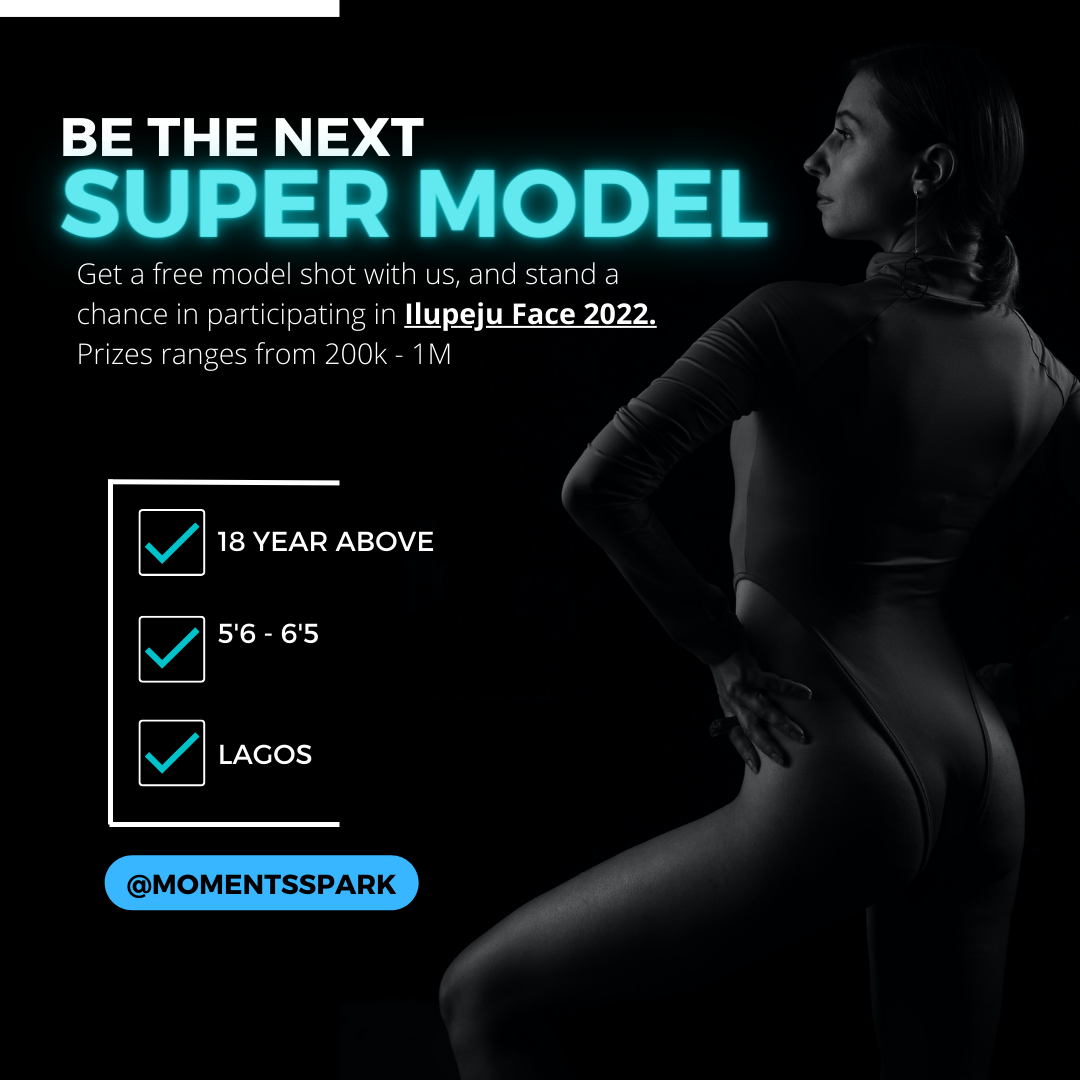 BE THE NEXT
SUPER MODEL
Get a free model shot with us, and stand a
chance in participating in Ilupeju Face 2022.
Prizes ranges from 200k - 1M
18 YEAR ABOVE
5'6 - 6'5
LAGOS
@MOMENTSSPARK